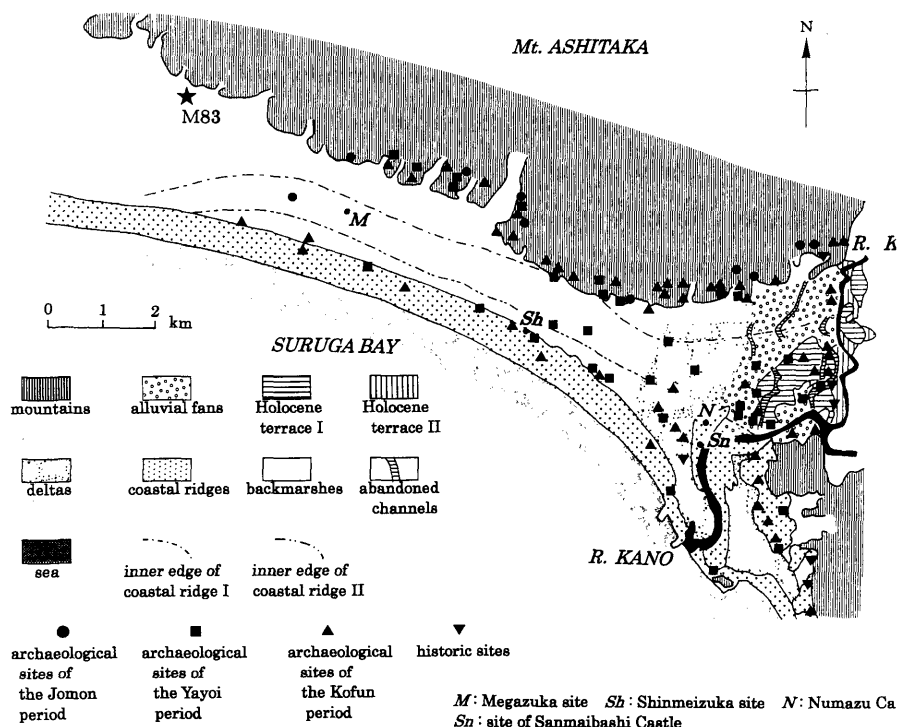 Mt. ASHITAKA
N
M83
M
R. K
0 1 2
km
Sh
SURUGA BAY
N
Sn
R. KANO
mountains
alluvial fans
Holocene
terrace I
Holocene
terrace II
deltas
coastal ridges
backmarshes
abandoned
channels
sea
inner edge of
coastal ridge I
inner edge of
coastal ridge II
archaeological
sites of
the Jomon
period
archaeological
sites of
the Yayoi
period
archaeological
sites of
the Kofun
period
historic sites
M : Megazuka site Sh : Shinmeizuka site N : Numazu Ca
Sn : site of Sanmaibashi Castle